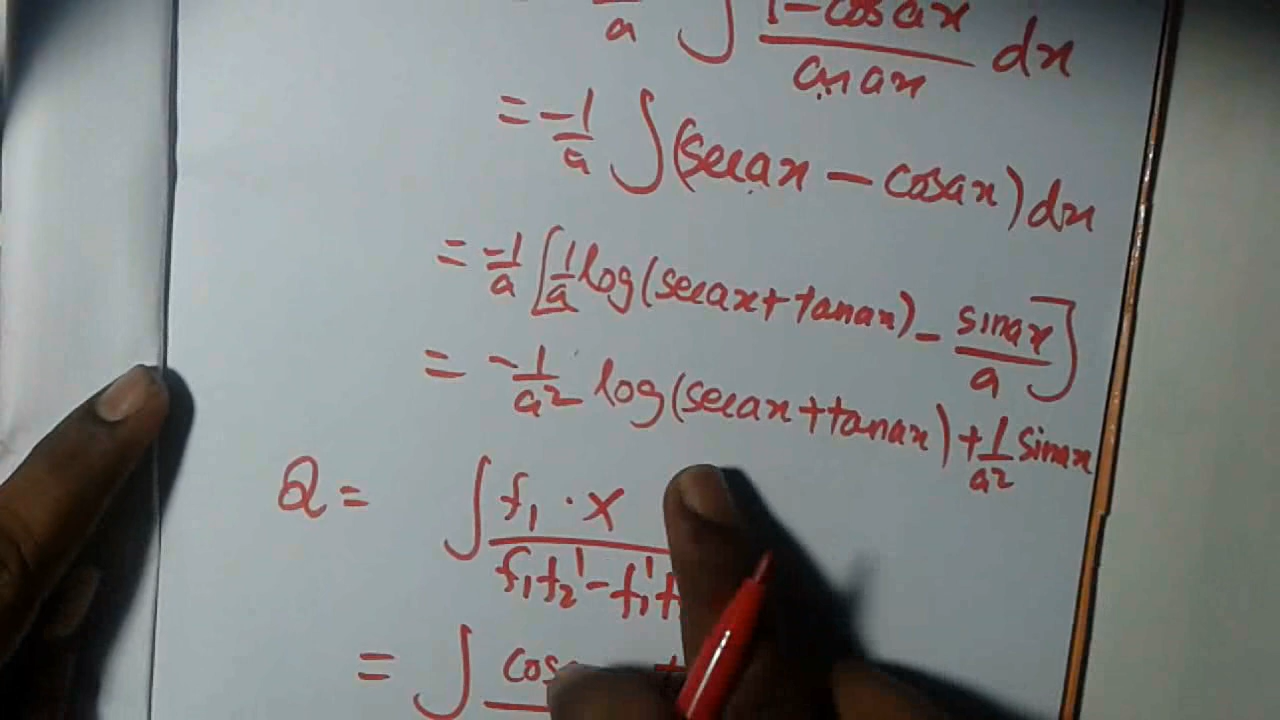 /a ∫ 1-cosax/cosax dx
= -1/a ∫(secax - cosax) dx
= -1/a [1/a log(secax + tanax) - sinax/a]
= -1/a² log(secax + tanax) + 1/a² sinax
Q = ∫ f₁·X / f₁f₂' - f₁'f
= ∫ cos